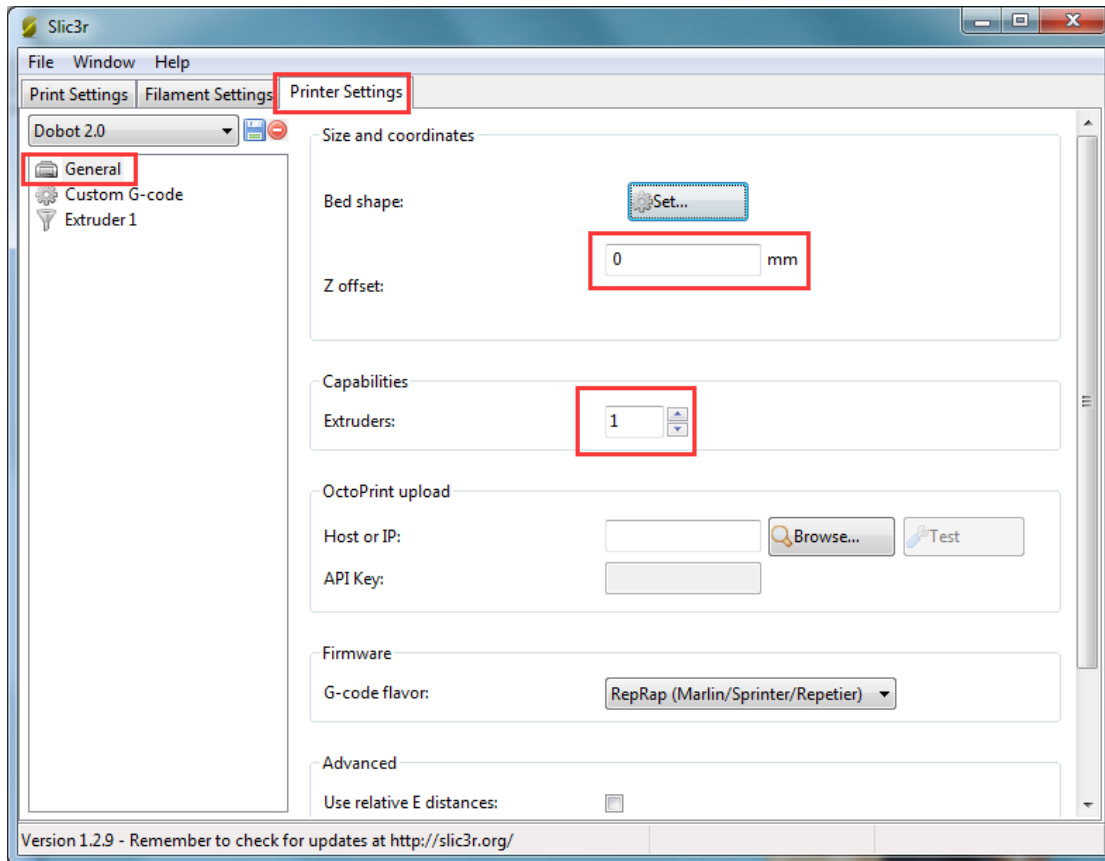 Slic3r
File Window Help
Print Settings Filament Settings Printer Settings
Dobot 2.0
General
Custom G-code
Extruder 1
Size and coordinates
Bed shape: Set...
0 mm
Z offset:
Capabilities
Extruders: 1
OctoPrint upload
Host or IP: Browse... Test
API Key:
Firmware
G-code flavor: RepRap (Marlin/Sprinter/Repetier)
Advanced
Use relative E distances:
Version 1.2.9 - Remember to check for updates at http://slic3r.org/